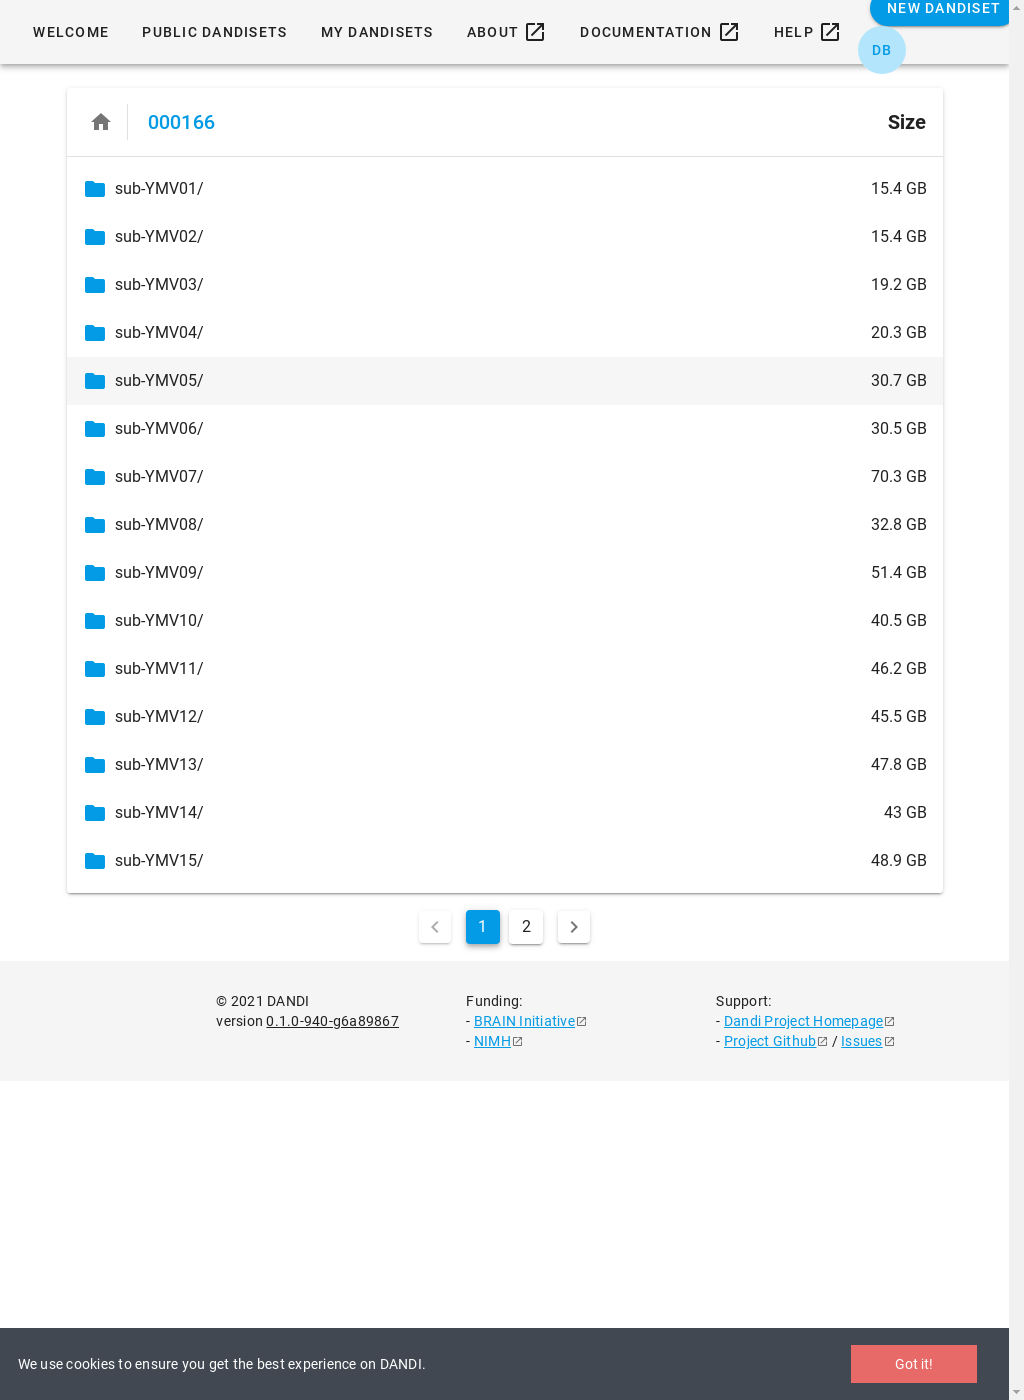 WELCOME PUBLIC DANDISETS MY DANDISETS ABOUT DOCUMENTATION HELP NEW DANDISET
DB
000166 Size
sub-YMV01/ 15.4 GB
sub-YMV02/ 15.4 GB
sub-YMV03/ 19.2 GB
sub-YMV04/ 20.3 GB
sub-YMV05/ 30.7 GB
sub-YMV06/ 30.5 GB
sub-YMV07/ 70.3 GB
sub-YMV08/ 32.8 GB
sub-YMV09/ 51.4 GB
sub-YMV10/ 40.5 GB
sub-YMV11/ 46.2 GB
sub-YMV12/ 45.5 GB
sub-YMV13/ 47.8 GB
sub-YMV14/ 43 GB
sub-YMV15/ 48.9 GB
1 2
© 2021 DANDI Funding: Support:
version 0.1.0-940-g6a89867 - BRAIN Initiative - Dandi Project Homepage
- NIMH - Project Github / Issues
We use cookies to ensure you get the best experience on DANDI. Got it!